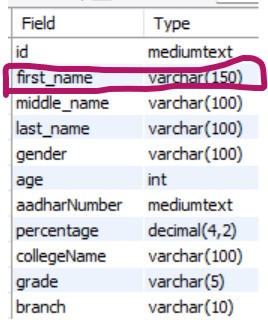 Field Type
id mediumtext
first_name varchar(150)
middle_name varchar(100)
last_name varchar(100)
gender varchar(100)
age int
aadharNumber mediumtext
percentage decimal(4,2)
collegeName varchar(100)
grade varchar(5)
branch varchar(10)